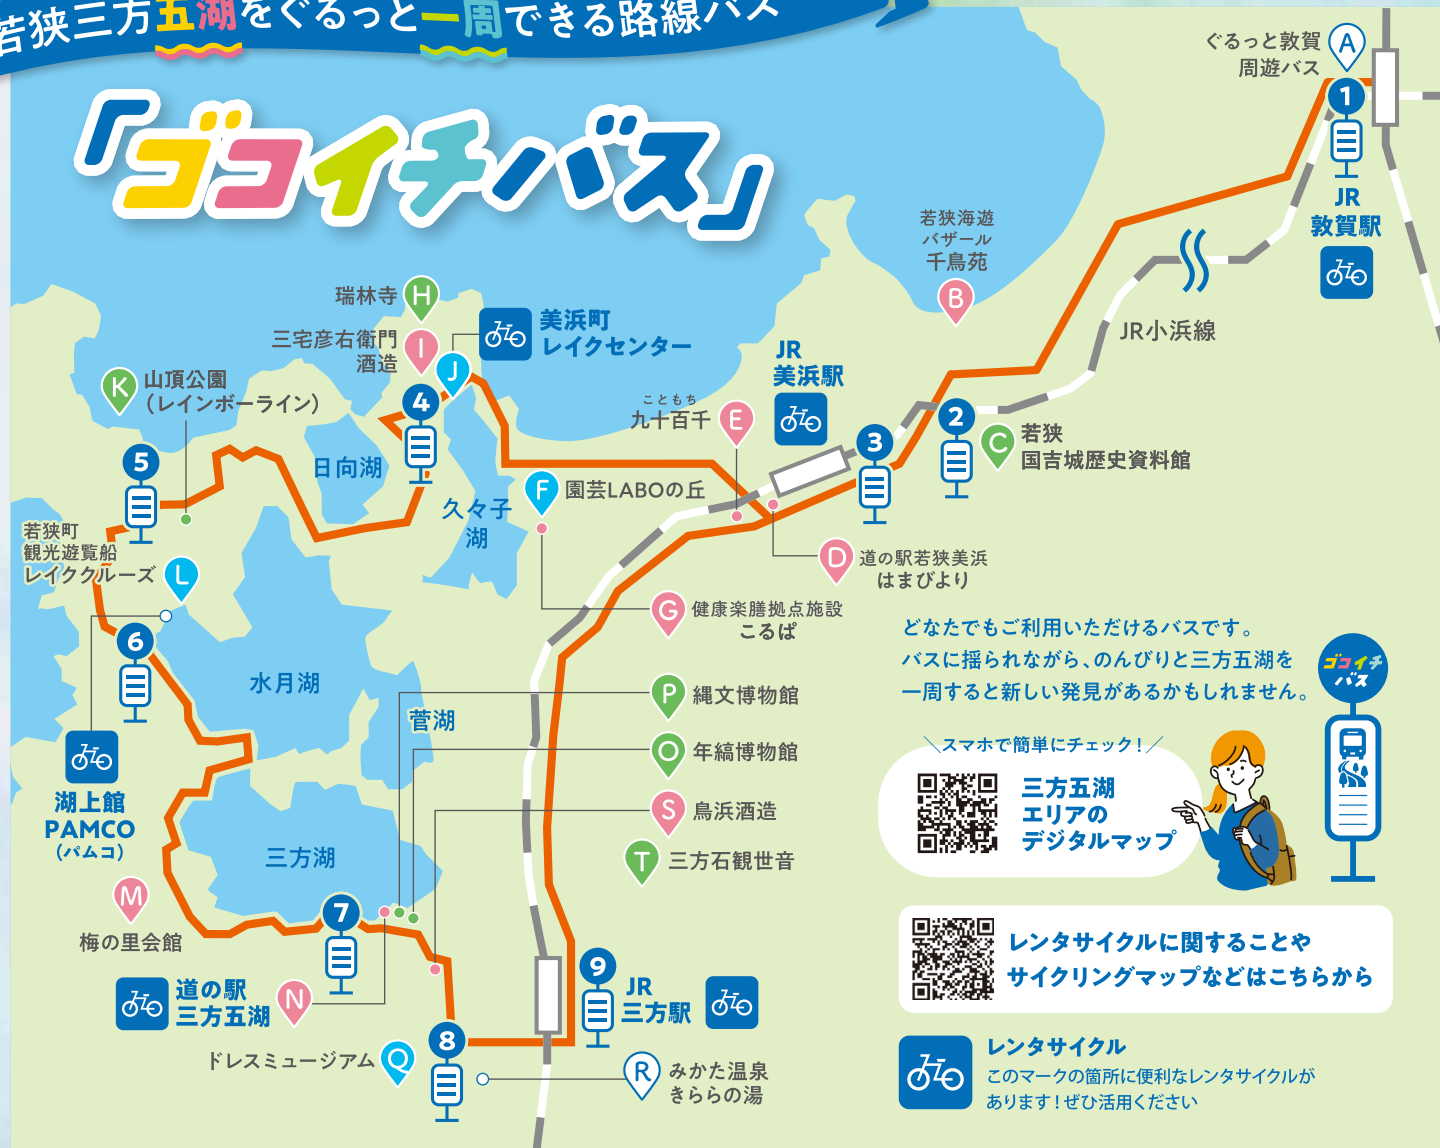 若狭三方五湖をぐるっと一周できる路線バス
「ゴコイチバス」
ぐるっと敦賀
周遊バス
A
1
JR
敦賀駅
若狭海遊
バザール
千鳥苑
B
JR小浜線
瑞林寺
H
三宅彦右衛門
酒造
I
J
美浜町
レイクセンター
K
山頂公園
（レインボーライン）
4
JR
美浜駅
こともち
九十百千
E
2
C
若狭
国吉城歴史資料館
3
5
日向湖
久々子
湖
F
園芸LABOの丘
若狭町
観光遊覧船
レイククルーズ
L
D
道の駅若狭美浜
はまびより
G
健康楽膳拠点施設
こるぱ
6
水月湖
菅湖
P
縄文博物館
O
年縞博物館
S
鳥浜酒造
T
三方石観世音
湖上館
PAMCO
（パムコ）
三方湖
M
梅の里会館
7
道の駅
三方五湖
N
9
JR
三方駅
8
ドレスミュージアム
Q
R
みかた温泉
きららの湯
どなたでもご利用いただけるバスです。
バスに揺られながら、のんびりと三方五湖を
一周すると新しい発見があるかもしれません。
ゴコイチ
バス
＼スマホで簡単にチェック！／
三方五湖
エリアの
デジタルマップ
レンタサイクルに関することや
サイクリングマップなどはこちらから
レンタサイクル
このマークの箇所に便利なレンタサイクルが
あります！ぜひ活用ください